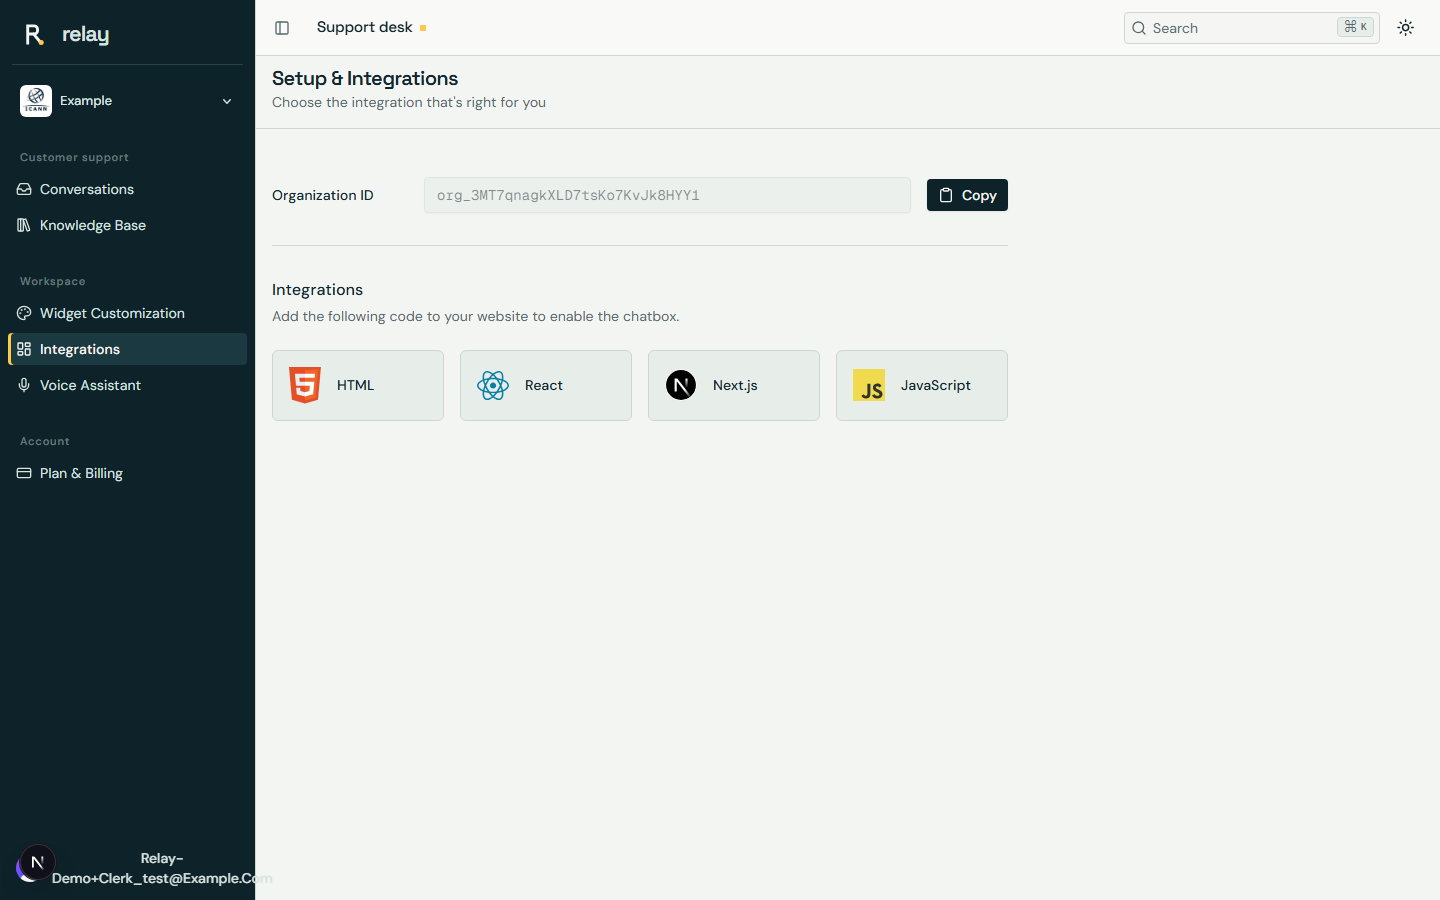 relay
Example
Customer support
Conversations
Knowledge Base
Workspace
Widget Customization
Integrations
Voice Assistant
Account
Plan & Billing
Relay-
Demo+Clerk_test@Example.Com
Support desk
Search
⌘ K
Setup & Integrations
Choose the integration that's right for you
Organization ID
org_3MT7qnagkXLD7tsKo7KvJk8HYY1
Copy
Integrations
Add the following code to your website to enable the chatbox.
HTML
React
Next.js
JS
JavaScript